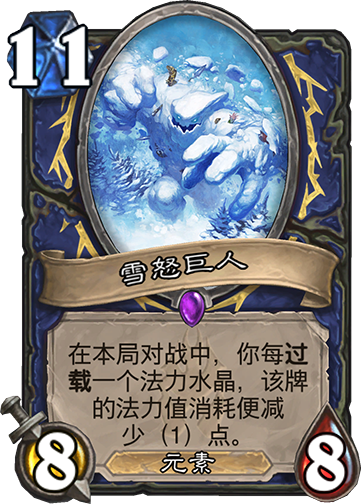 11
雪怒巨人
在本局对战中，你每过
载一个法力水晶，该牌
的法力值消耗便减
少（1）点。
8
元素
8